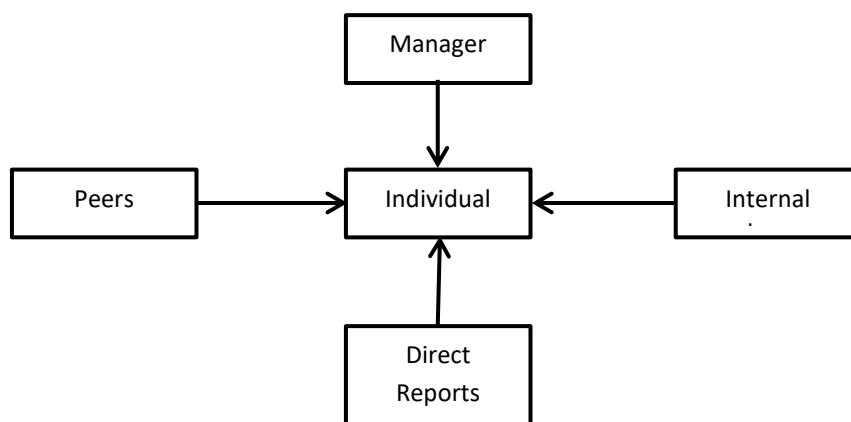 Manager
Peers
Individual
Internal
Direct
Reports